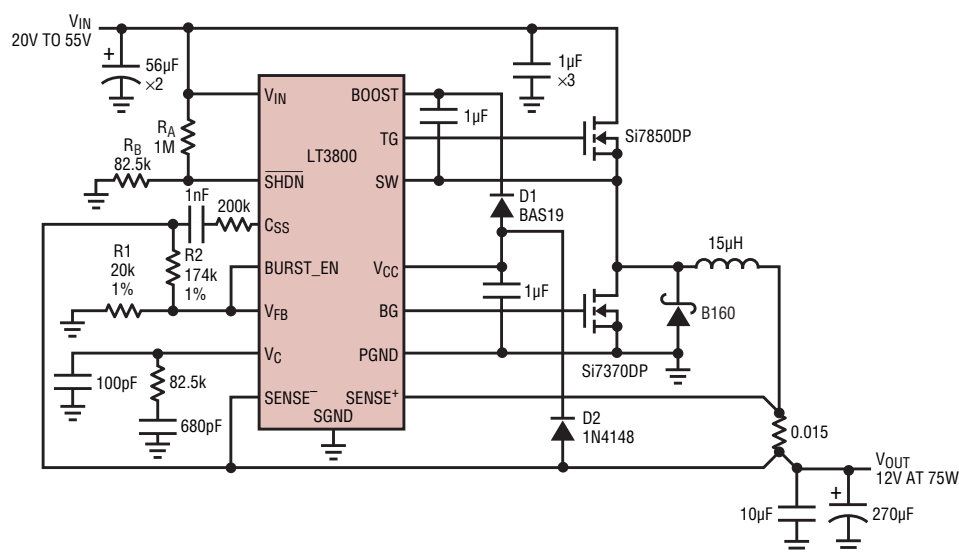 VIN
20V TO 55V
56µF
×2
1µF
×3
RA
1M
RB
82.5k
VIN
BOOST
1µF
TG
Si7850DP
LT3800
SHDN
SW
1nF
200k
CSS
D1
BAS19
15µH
R1
20k
1%
R2
174k
1%
BURST_EN
VCC
1µF
VFB
BG
B160
VC
PGND
Si7370DP
100pF
82.5k
SENSE–
SENSE+
SGND
680pF
D2
1N4148
0.015
VOUT
12V AT 75W
10µF
270µF
+
+